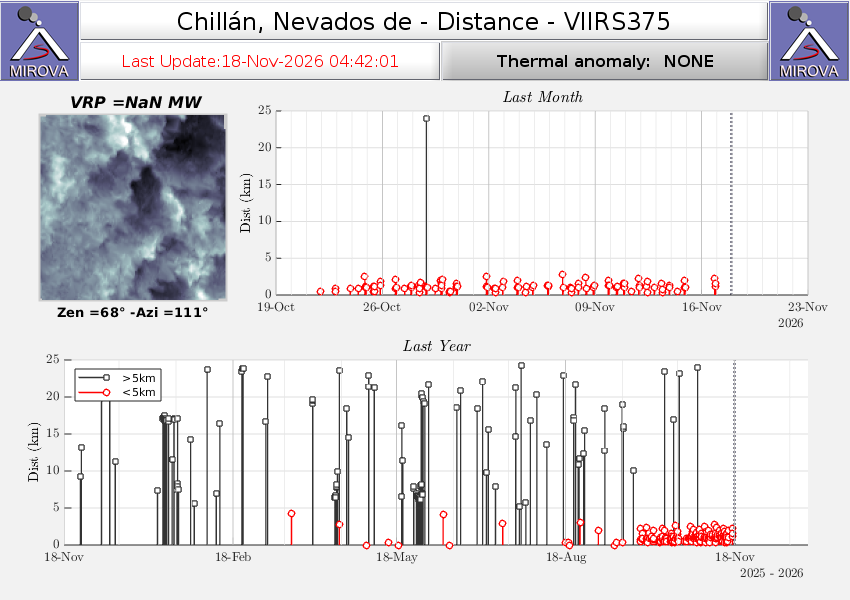 Chillán, Nevados de - Distance - VIIRS375
MIROVA
Last Update:18-Nov-2026 04:42:01
Thermal anomaly: NONE
MIROVA
VRP =NaN MW
Zen =68° -Azi =111°
Last Month
Dist (km)
25
20
15
10
5
0
19-Oct
26-Oct
02-Nov
09-Nov
16-Nov
23-Nov
2026
Last Year
Dist (km)
25
20
15
10
5
0
>5km
<5km
18-Nov
18-Feb
18-May
18-Aug
18-Nov
2025 - 2026